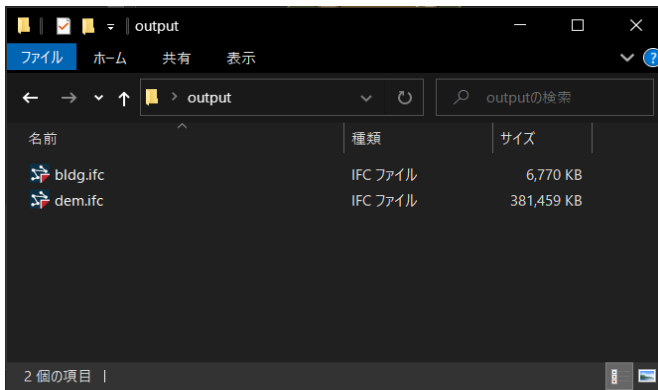 output
ファイル ホーム 共有 表示
output outputの検索
名前 種類 サイズ
bldg.ifc IFC ファイル 6,770 KB
dem.ifc IFC ファイル 381,459 KB
2 個の項目